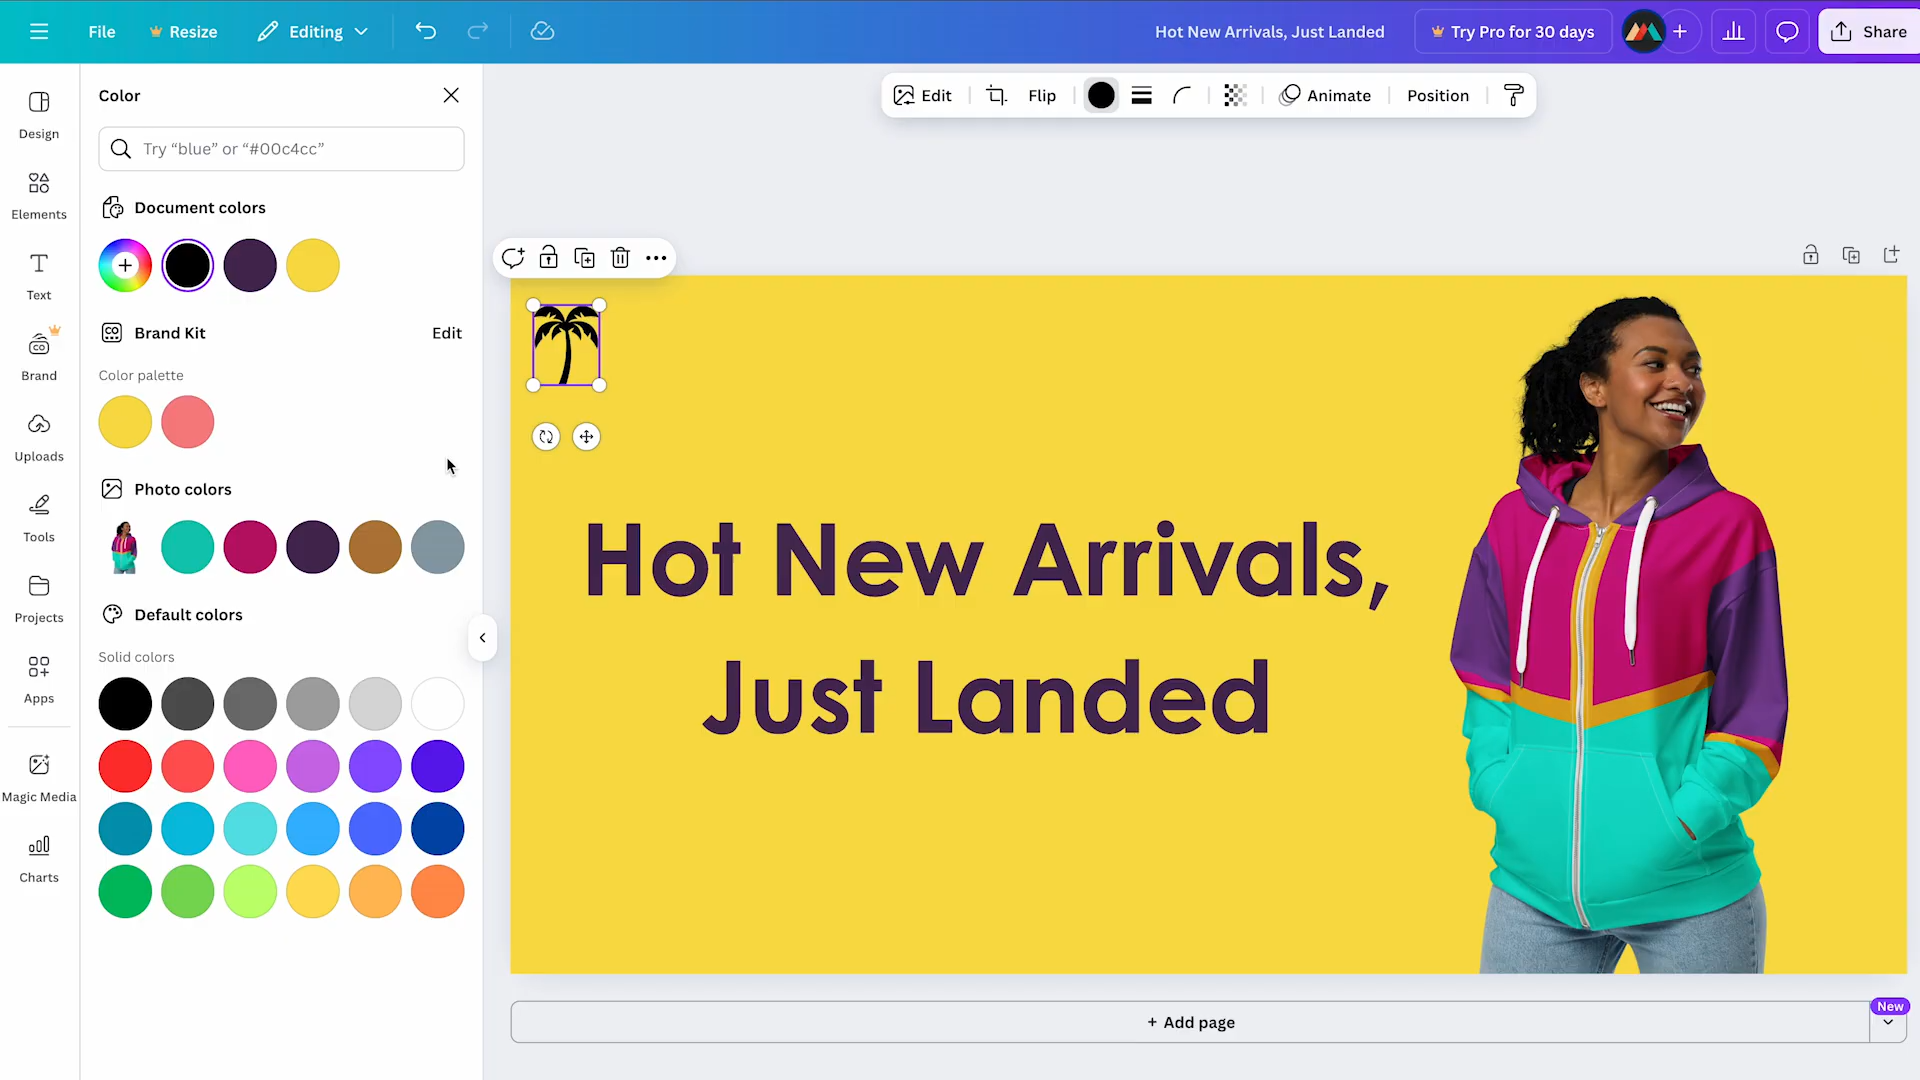 File
Resize
Editing
Hot New Arrivals, Just Landed
Try Pro for 30 days
Share
Design
Elements
Text
Brand
Uploads
Tools
Projects
Apps
Magic Media
Charts
Color
Try “blue” or “#00c4cc”
Document colors
Brand Kit
Edit
Color palette
Photo colors
Default colors
Solid colors
Edit
Flip
Animate
Position
Hot New Arrivals,
Just Landed
+ Add page
New